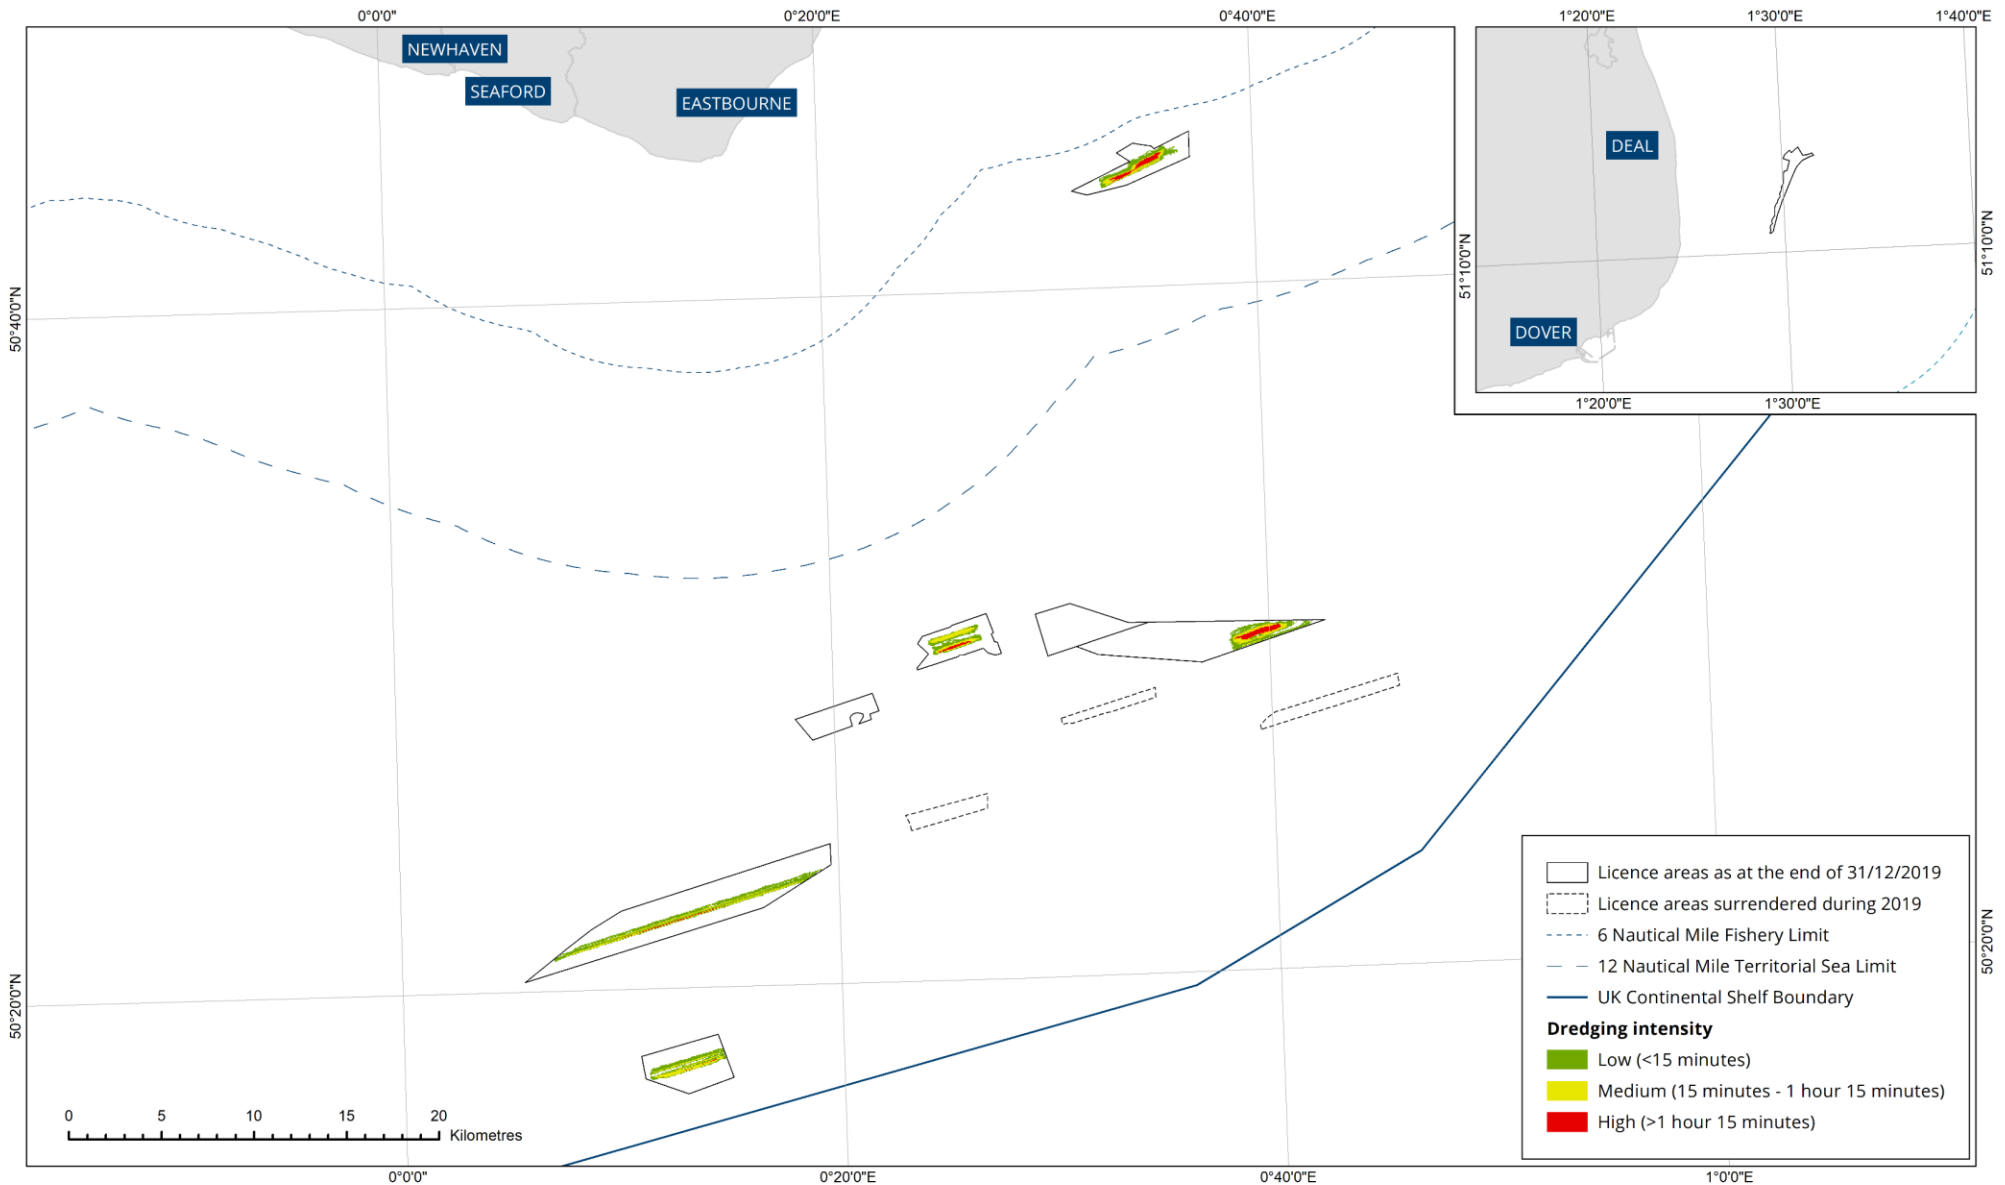 0°0'0"
0°20'0"E
0°40'0"E
1°20'0"E
1°30'0"E
1°40'0"E
NEWHAVEN
SEAFORD
EASTBOURNE
DEAL
DOVER
51°10'0"N
51°10'0"N
50°40'0"N
1°20'0"E
1°30'0"E
Licence areas as at the end of 31/12/2019
Licence areas surrendered during 2019
6 Nautical Mile Fishery Limit
12 Nautical Mile Territorial Sea Limit
UK Continental Shelf Boundary
Dredging intensity
Low (<15 minutes)
Medium (15 minutes - 1 hour 15 minutes)
High (>1 hour 15 minutes)
50°20'0"N
50°20'0"N
0 5 10 15 20
Kilometres
0°0'0"
0°20'0"E
0°40'0"E
1°0'0"E